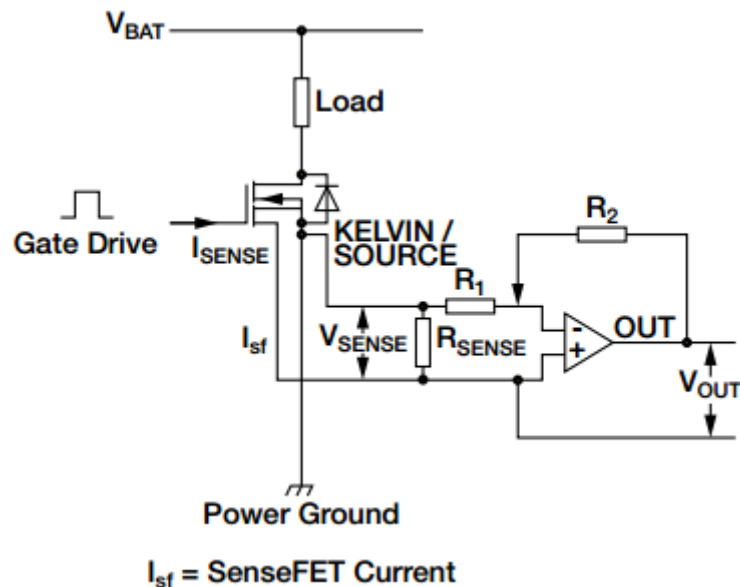 VBAT
Load
Gate Drive
ISENSE
KELVIN /
SOURCE
R2
R1
Isf
VSENSE
RSENSE
-
+
OUT
VOUT
Power Ground
Isf = SenseFET Current